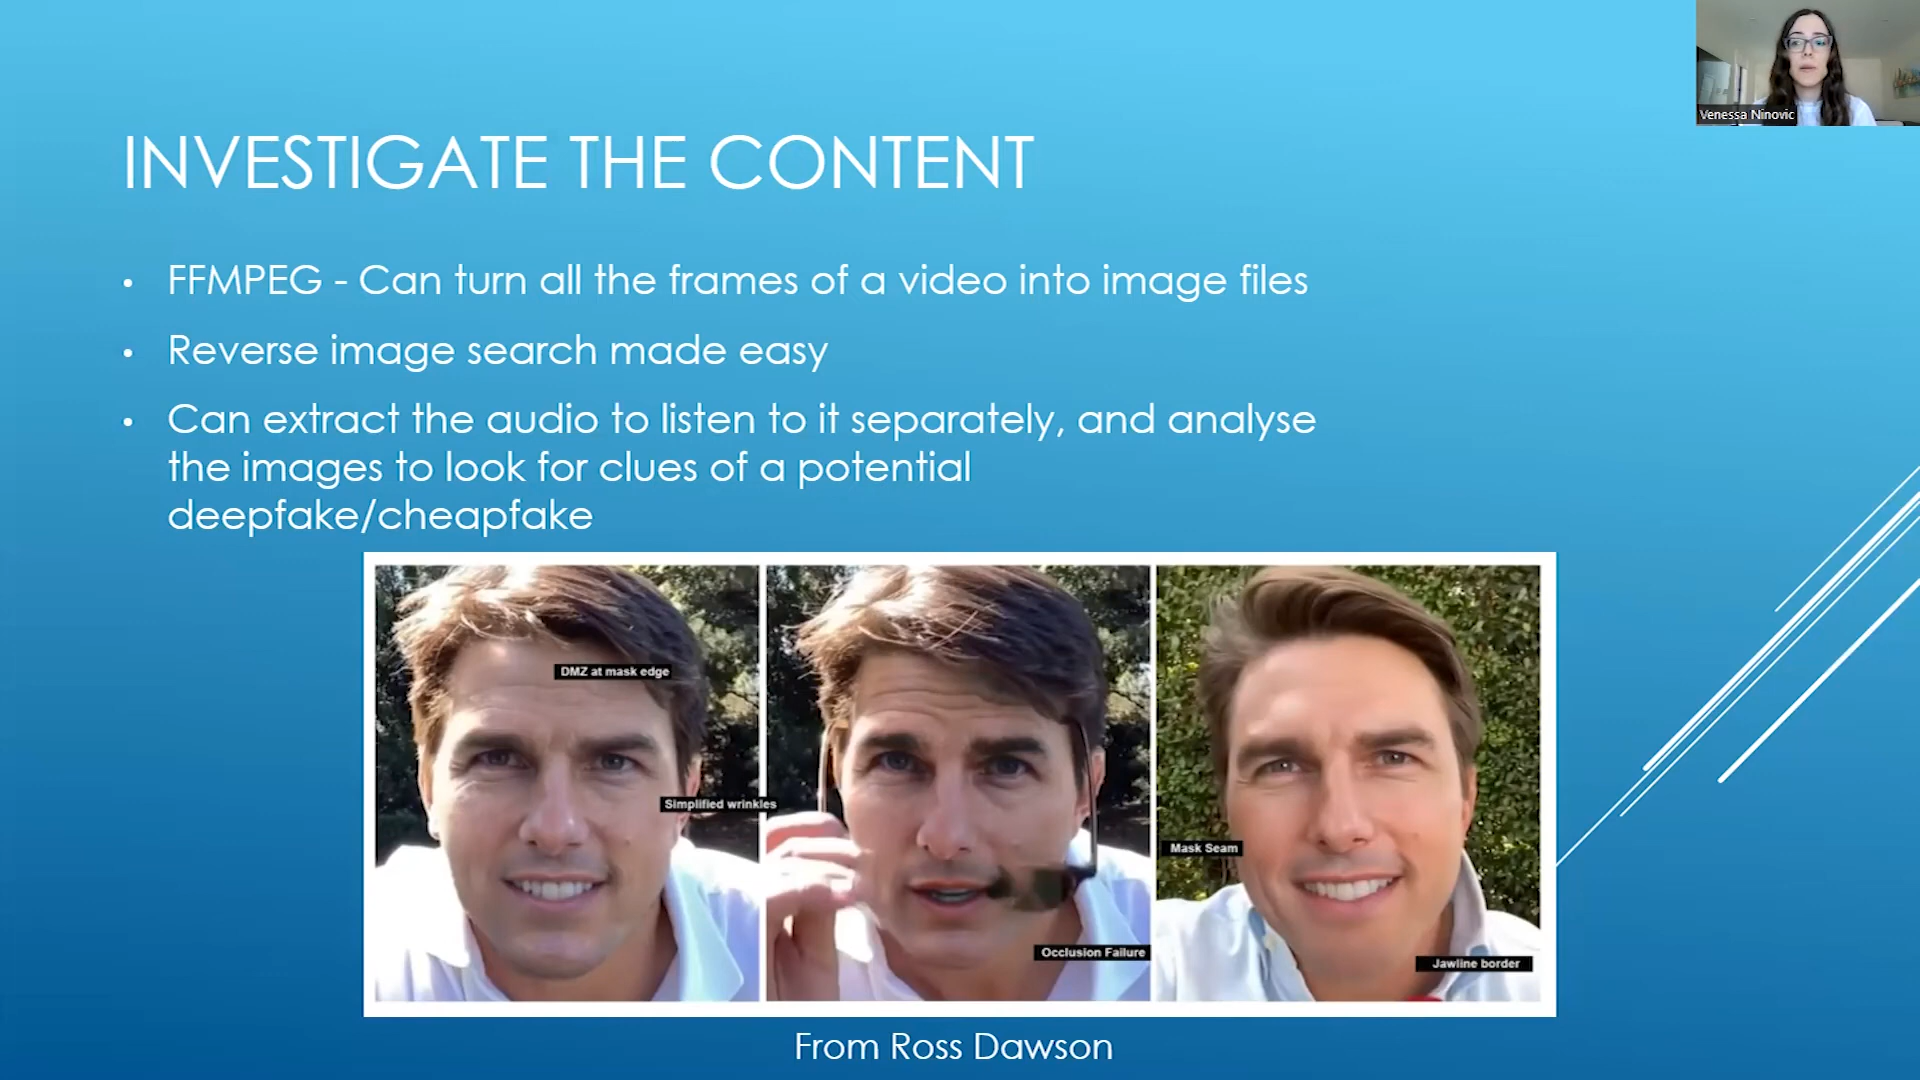 Venessa Ninovic
INVESTIGATE THE CONTENT
• FFMPEG - Can turn all the frames of a video into image files
• Reverse image search made easy
• Can extract the audio to listen to it separately, and analyse
the images to look for clues of a potential
deepfake/cheapfake
DMZ at mask edge
Simplified wrinkles
Occlusion Failure
Mask Seam
Jawline border
From Ross Dawson